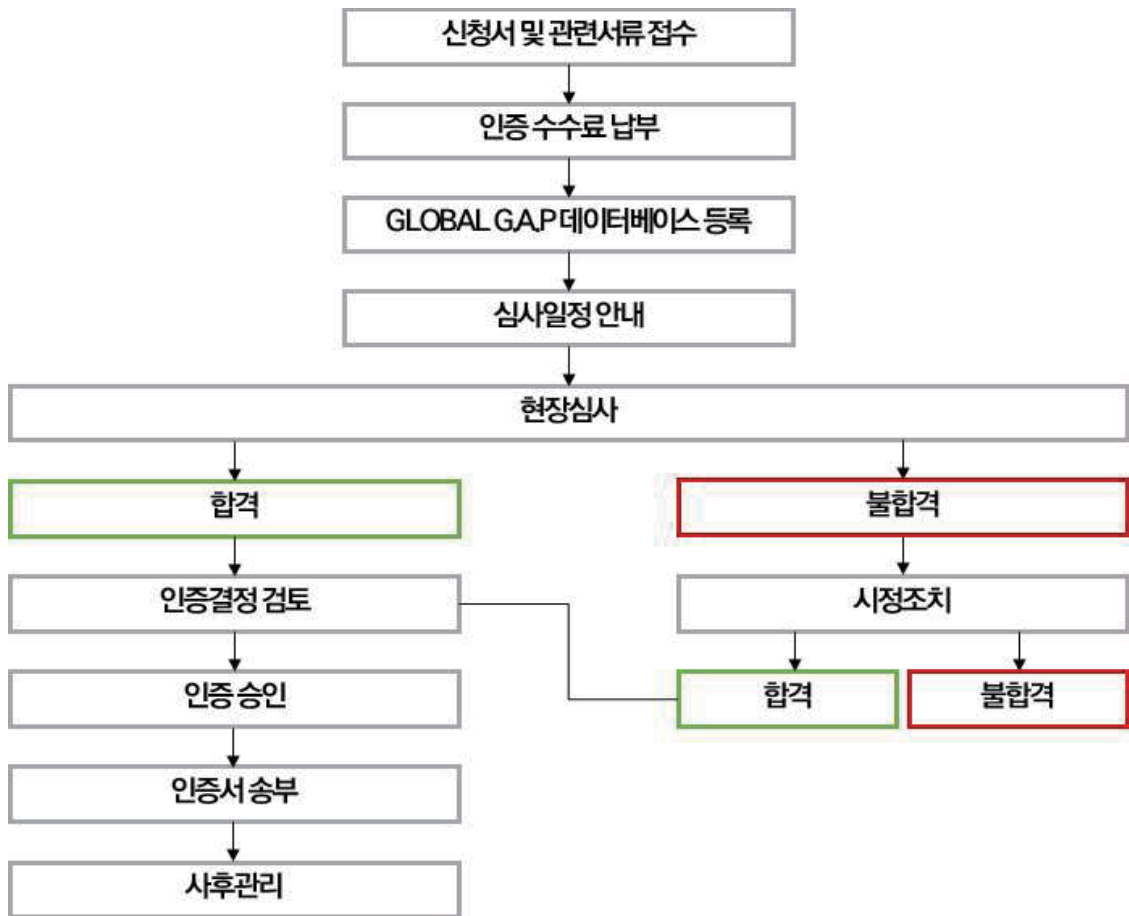 신청서 및 관련서류 접수
인증 수수료 납부
GLOBAL G.A.P 데이터베이스 등록
심사일정 안내
현장심사
합격
불합격
인증결정 검토
시정조치
인증 승인
합격
불합격
인증서 송부
사후관리